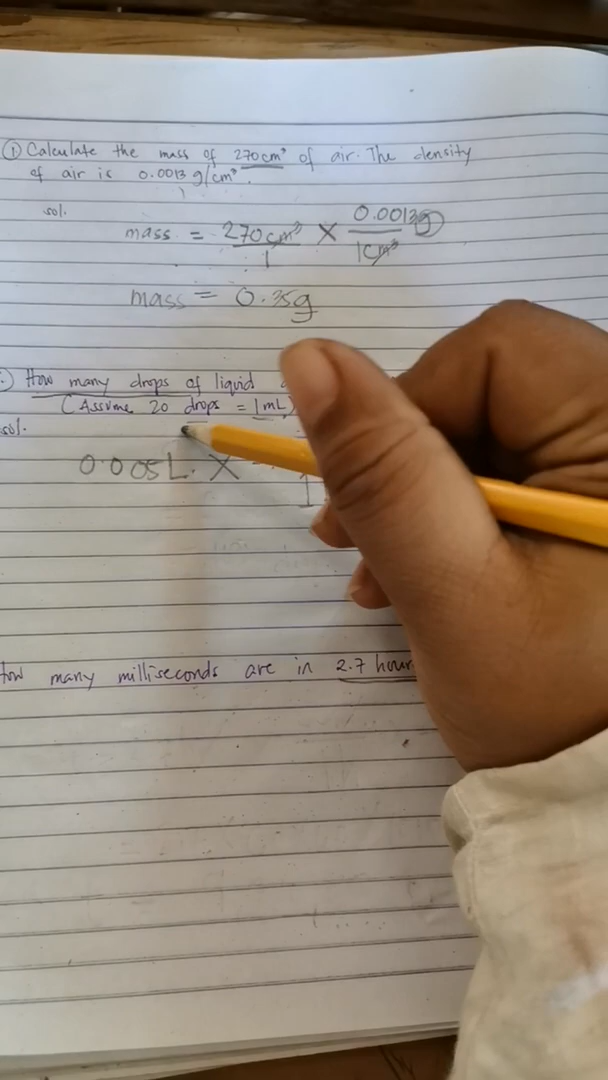 ① Calculate the mass of 270cm³ of air. The density
of air is 0.0013 g/cm³.
sol.
mass = 270cm³ × 0.0013g
1 1cm³
mass = 0.35g
How many drops of liquid
(Assume 20 drops = 1mL)
sol.
0.005L. ×
1
How many milliseconds are in 2.7 hour